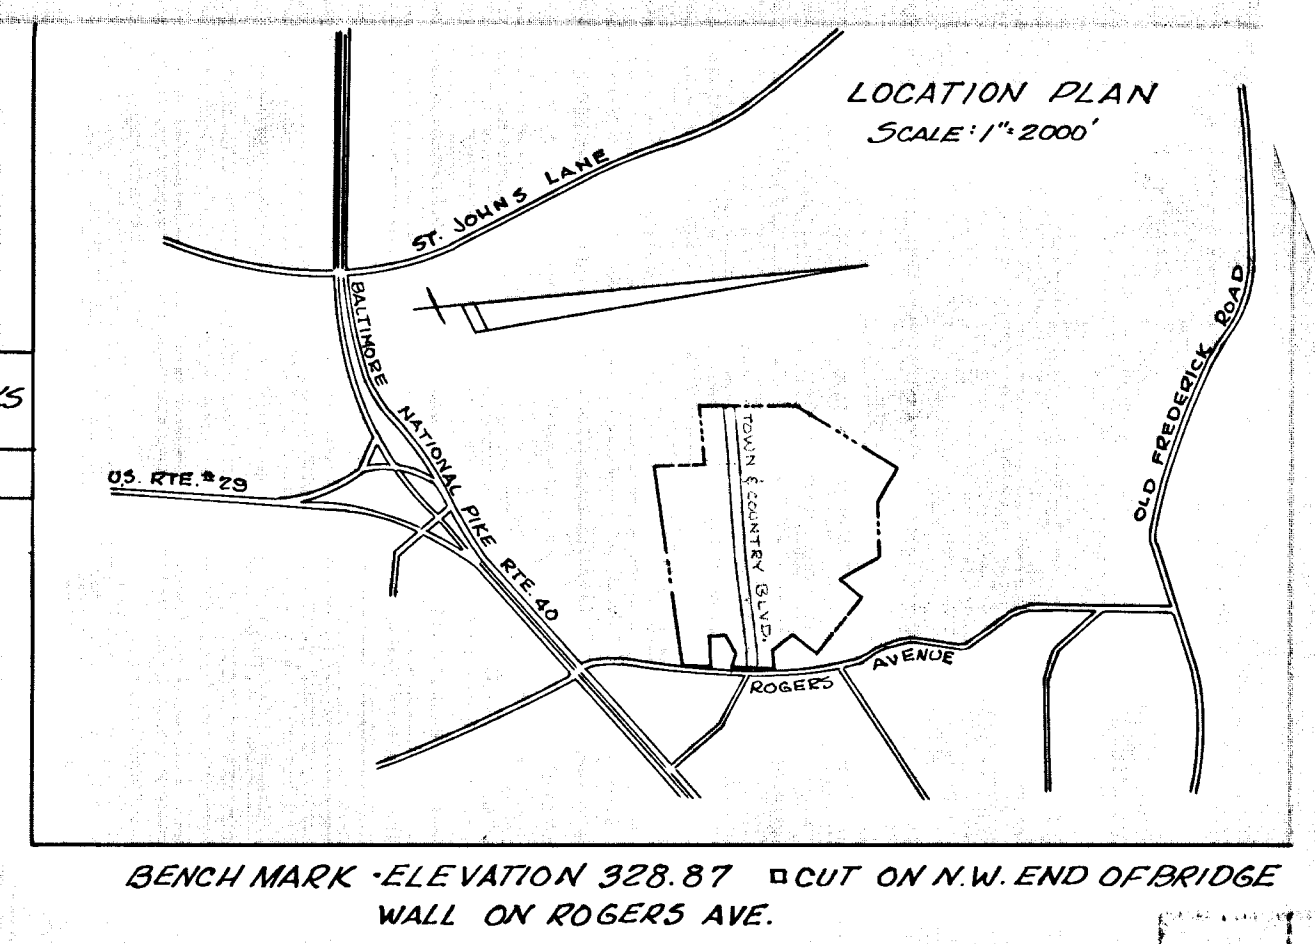 LOCATION PLAN
SCALE: 1"=2000'
ST. JOHNS LANE
BALTIMORE NATIONAL PIKE RTE. 40
U.S. RTE. #29
TOWN & COUNTRY BLVD.
OLD FREDERICK ROAD
ROGERS AVENUE
BENCH MARK · ELEVATION 328.87 □ CUT ON N.W. END OF BRIDGE
WALL ON ROGERS AVE.